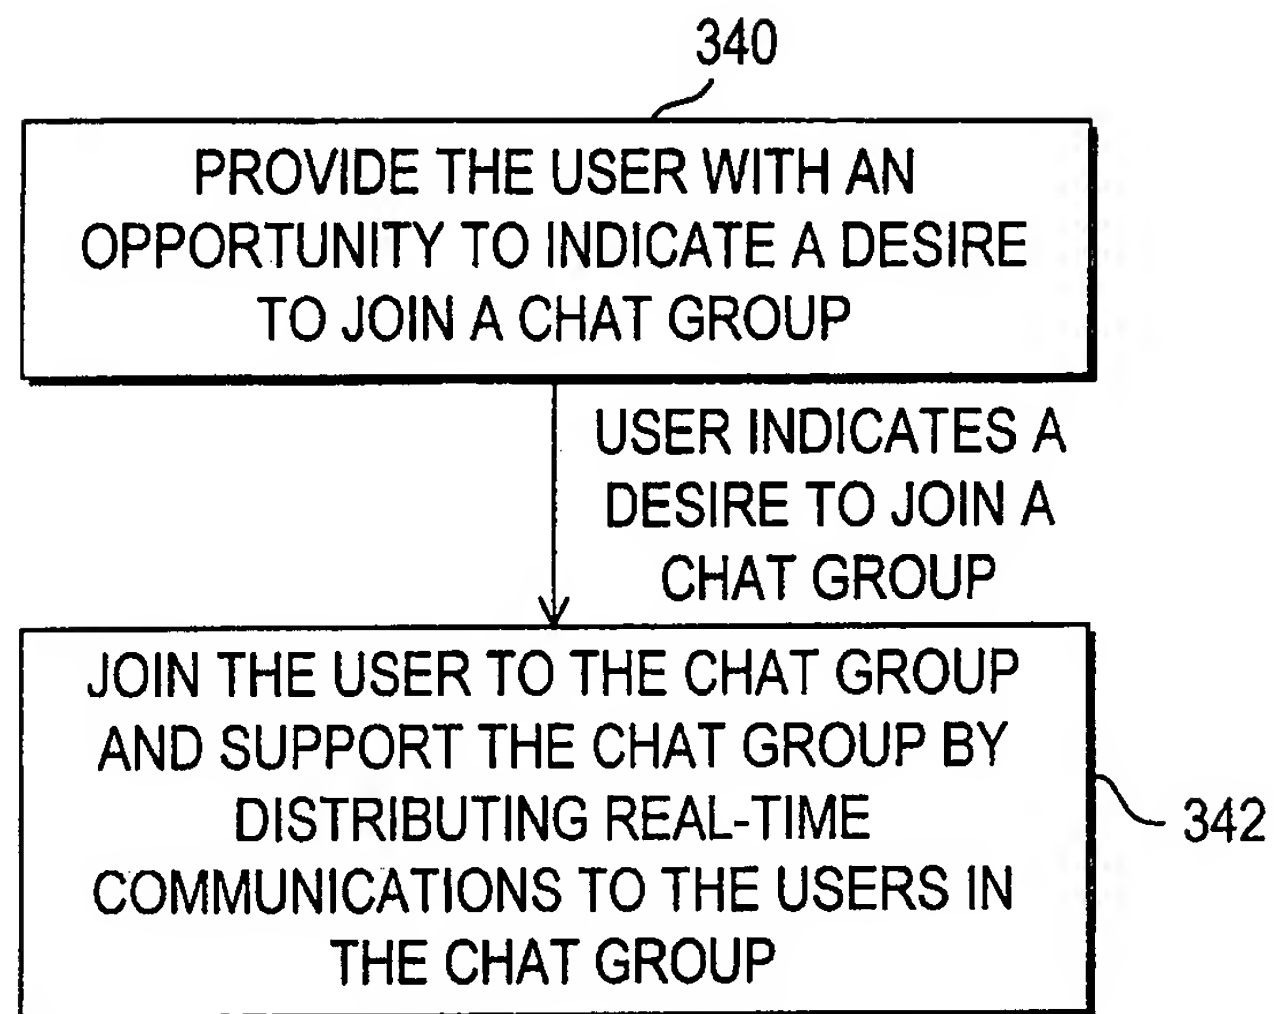 340
PROVIDE THE USER WITH AN
OPPORTUNITY TO INDICATE A DESIRE
TO JOIN A CHAT GROUP
USER INDICATES A
DESIRE TO JOIN A
CHAT GROUP
JOIN THE USER TO THE CHAT GROUP
AND SUPPORT THE CHAT GROUP BY
DISTRIBUTING REAL-TIME
COMMUNICATIONS TO THE USERS IN
THE CHAT GROUP
342